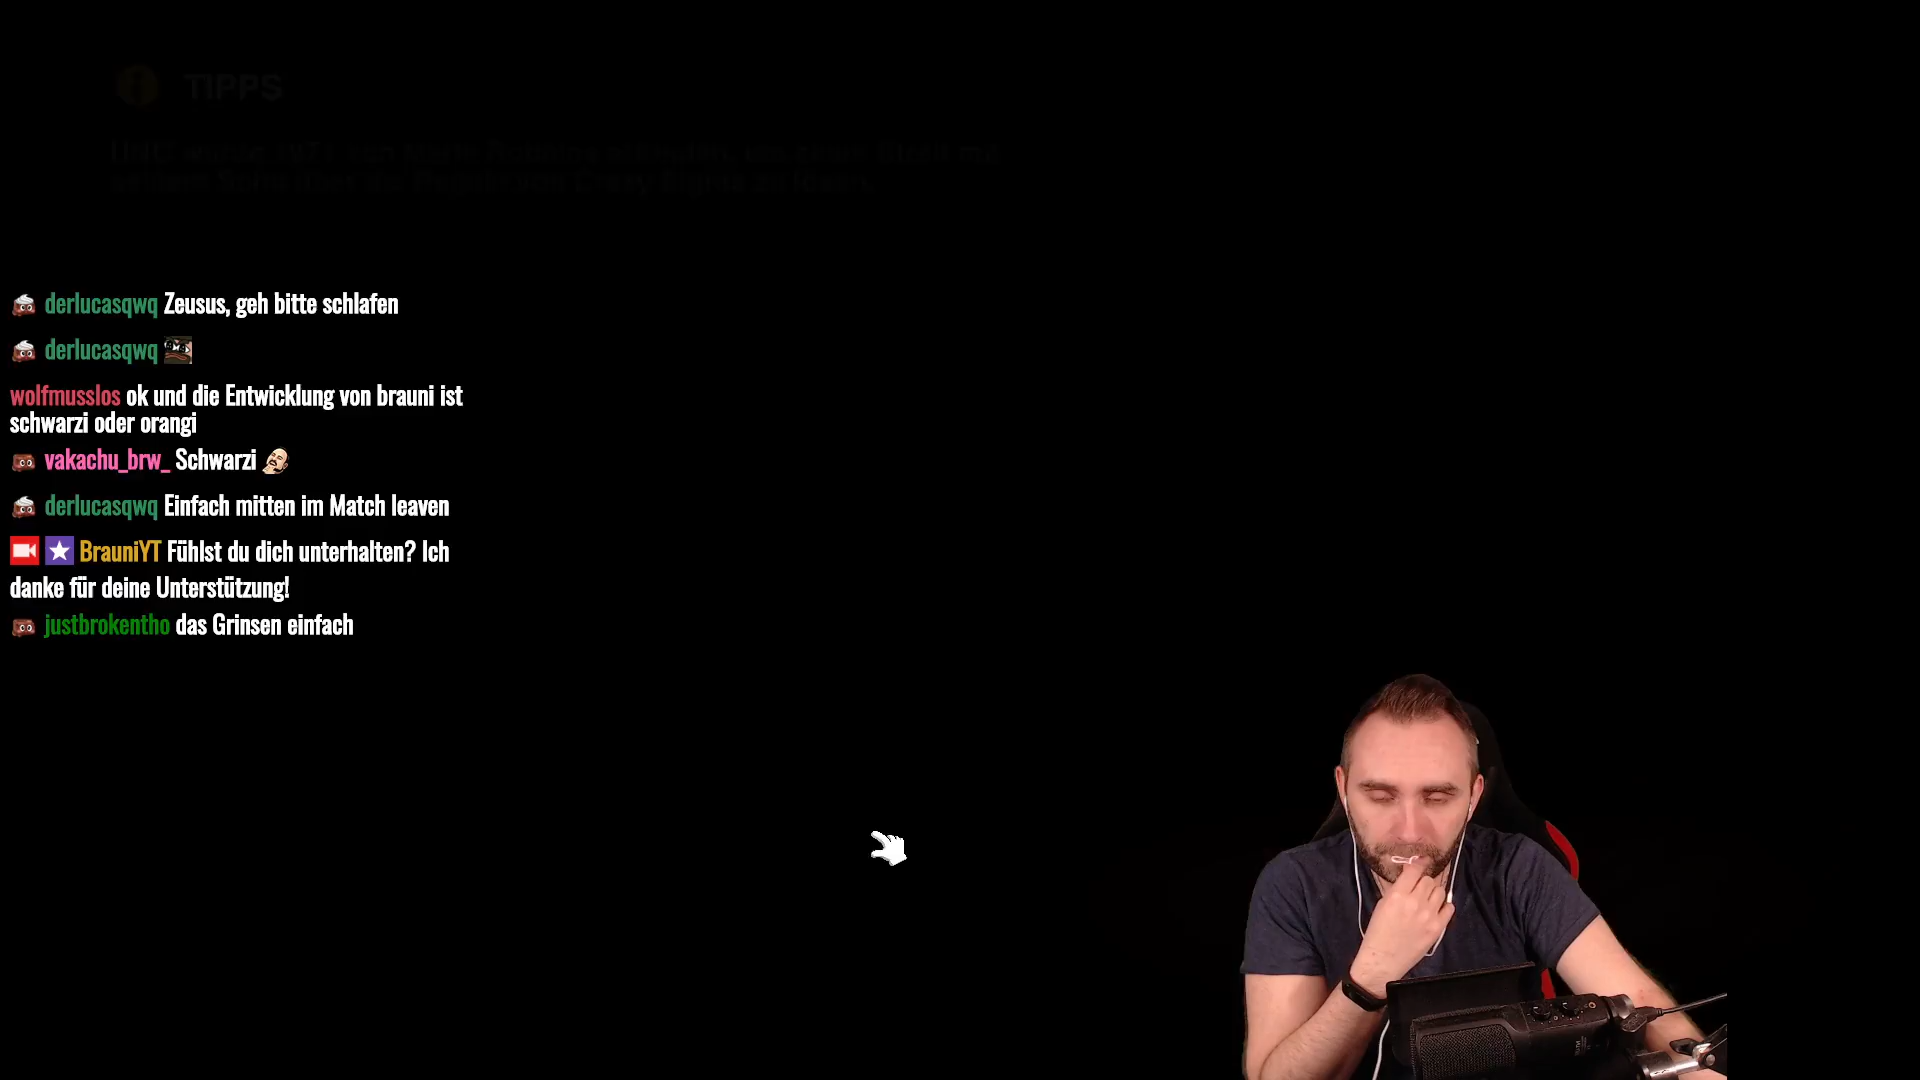 TIPPS
derlucasqwq Zeusus, geh bitte schlafen
derlucasqwq
wolfmusslos ok und die Entwicklung von brauni ist
schwarzi oder orangi
vakachu_brw_ Schwarzi
derlucasqwq Einfach mitten im Match leaven
BrauniYT Fühlst du dich unterhalten? Ich
danke für deine Unterstützung!
justbrokentho das Grinsen einfach